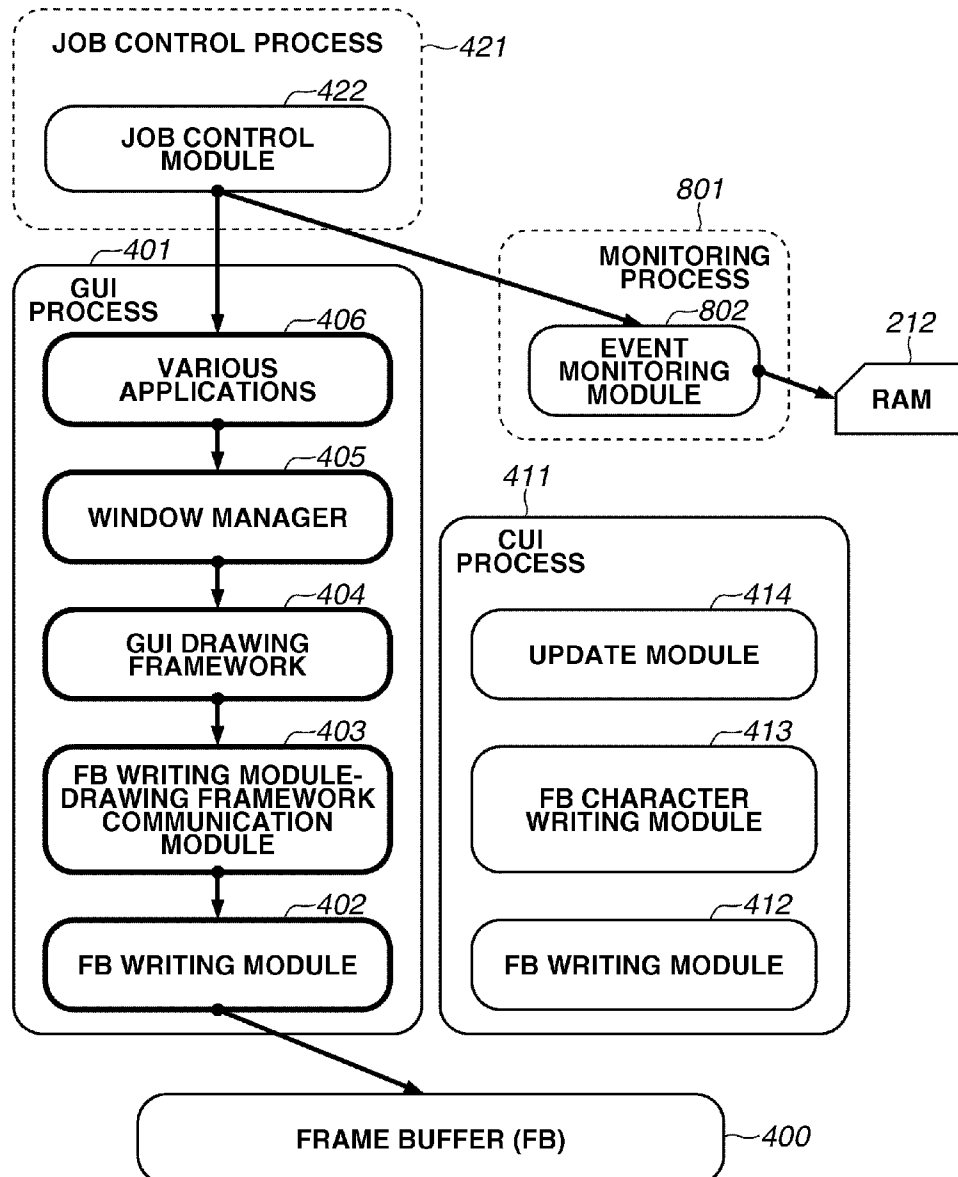 JOB CONTROL PROCESS
421
422
JOB CONTROL
MODULE
801
MONITORING
PROCESS
802
EVENT
MONITORING
MODULE
212
RAM
401
GUI
PROCESS
406
VARIOUS
APPLICATIONS
405
WINDOW MANAGER
404
GUI DRAWING
FRAMEWORK
403
FB WRITING MODULE-
DRAWING FRAMEWORK
COMMUNICATION
MODULE
402
FB WRITING MODULE
411
CUI
PROCESS
414
UPDATE MODULE
413
FB CHARACTER
WRITING MODULE
412
FB WRITING MODULE
FRAME BUFFER (FB)
400